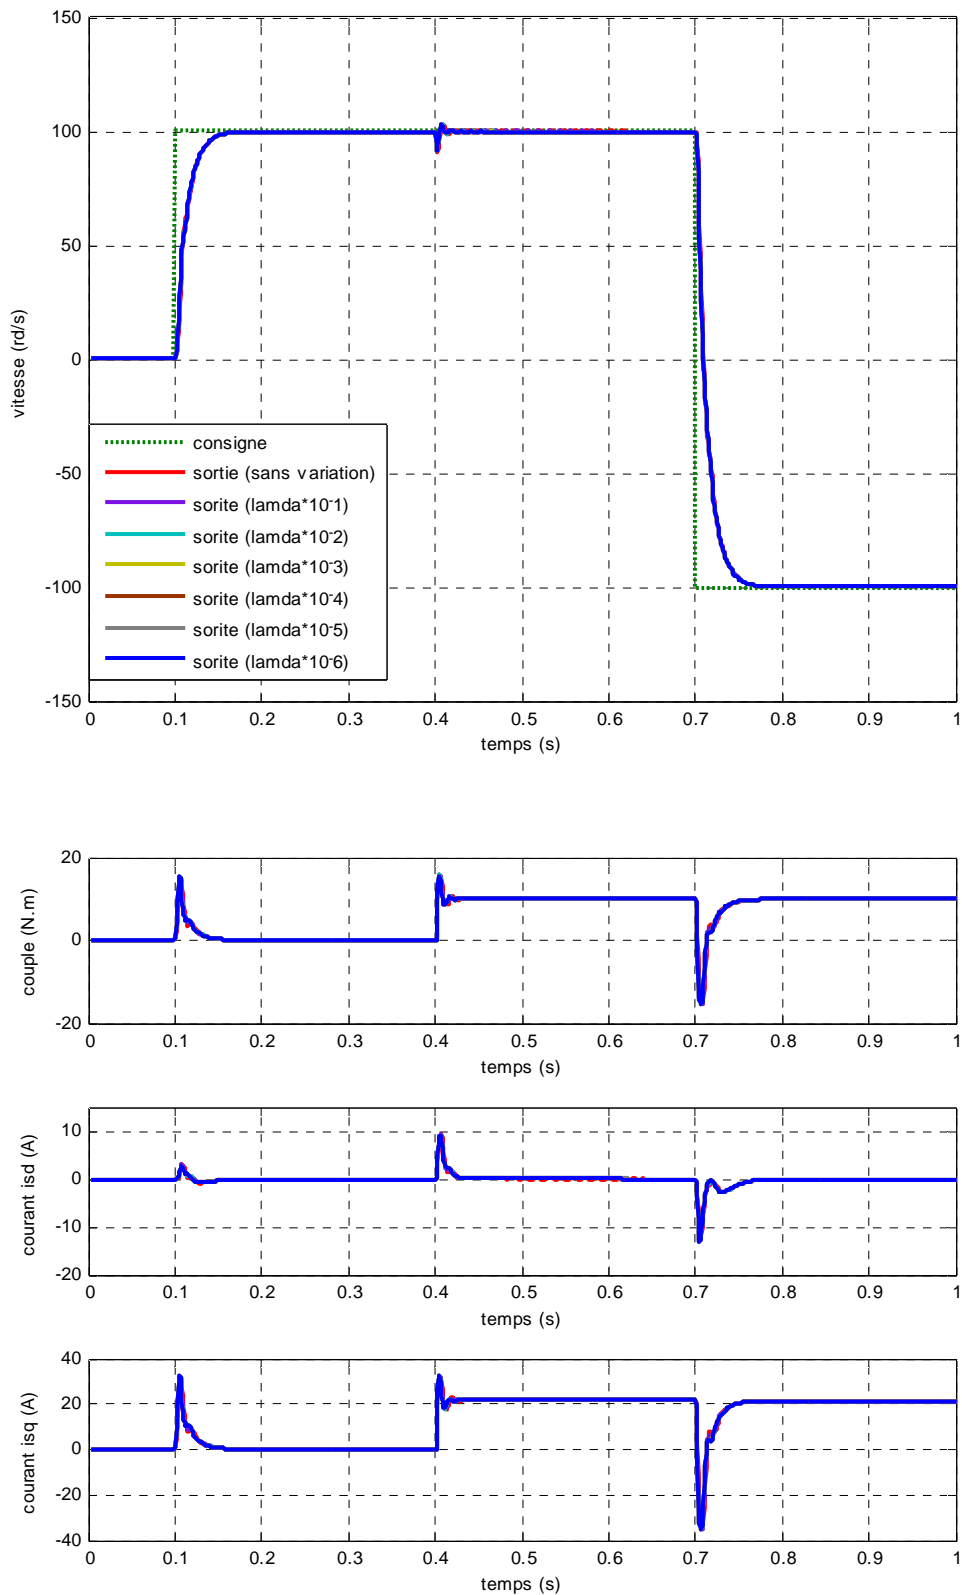 150
100
50
0
-50
-100
-150
vitesse (rd/s)
consigne
sortie (sans variation)
sorite (lamda*10-1)
sorite (lamda*10-2)
sorite (lamda*10-3)
sorite (lamda*10-4)
sorite (lamda*10-5)
sorite (lamda*10-6)
0 0.1 0.2 0.3 0.4 0.5 0.6 0.7 0.8 0.9 1
temps (s)
20
0
-20
couple (N.m)
0 0.1 0.2 0.3 0.4 0.5 0.6 0.7 0.8 0.9 1
temps (s)
10
0
-10
-20
courant isd (A)
0 0.1 0.2 0.3 0.4 0.5 0.6 0.7 0.8 0.9 1
temps (s)
40
20
0
-20
-40
courant isq (A)
0 0.1 0.2 0.3 0.4 0.5 0.6 0.7 0.8 0.9 1
temps (s)